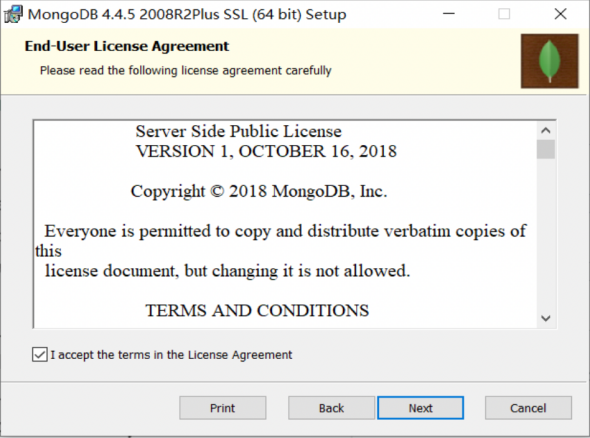 MongoDB 4.4.5 2008R2Plus SSL (64 bit) Setup
End-User License Agreement
Please read the following license agreement carefully
Server Side Public License
VERSION 1, OCTOBER 16, 2018
Copyright © 2018 MongoDB, Inc.
Everyone is permitted to copy and distribute verbatim copies of
this
license document, but changing it is not allowed.
TERMS AND CONDITIONS
I accept the terms in the License Agreement
Print Back Next Cancel